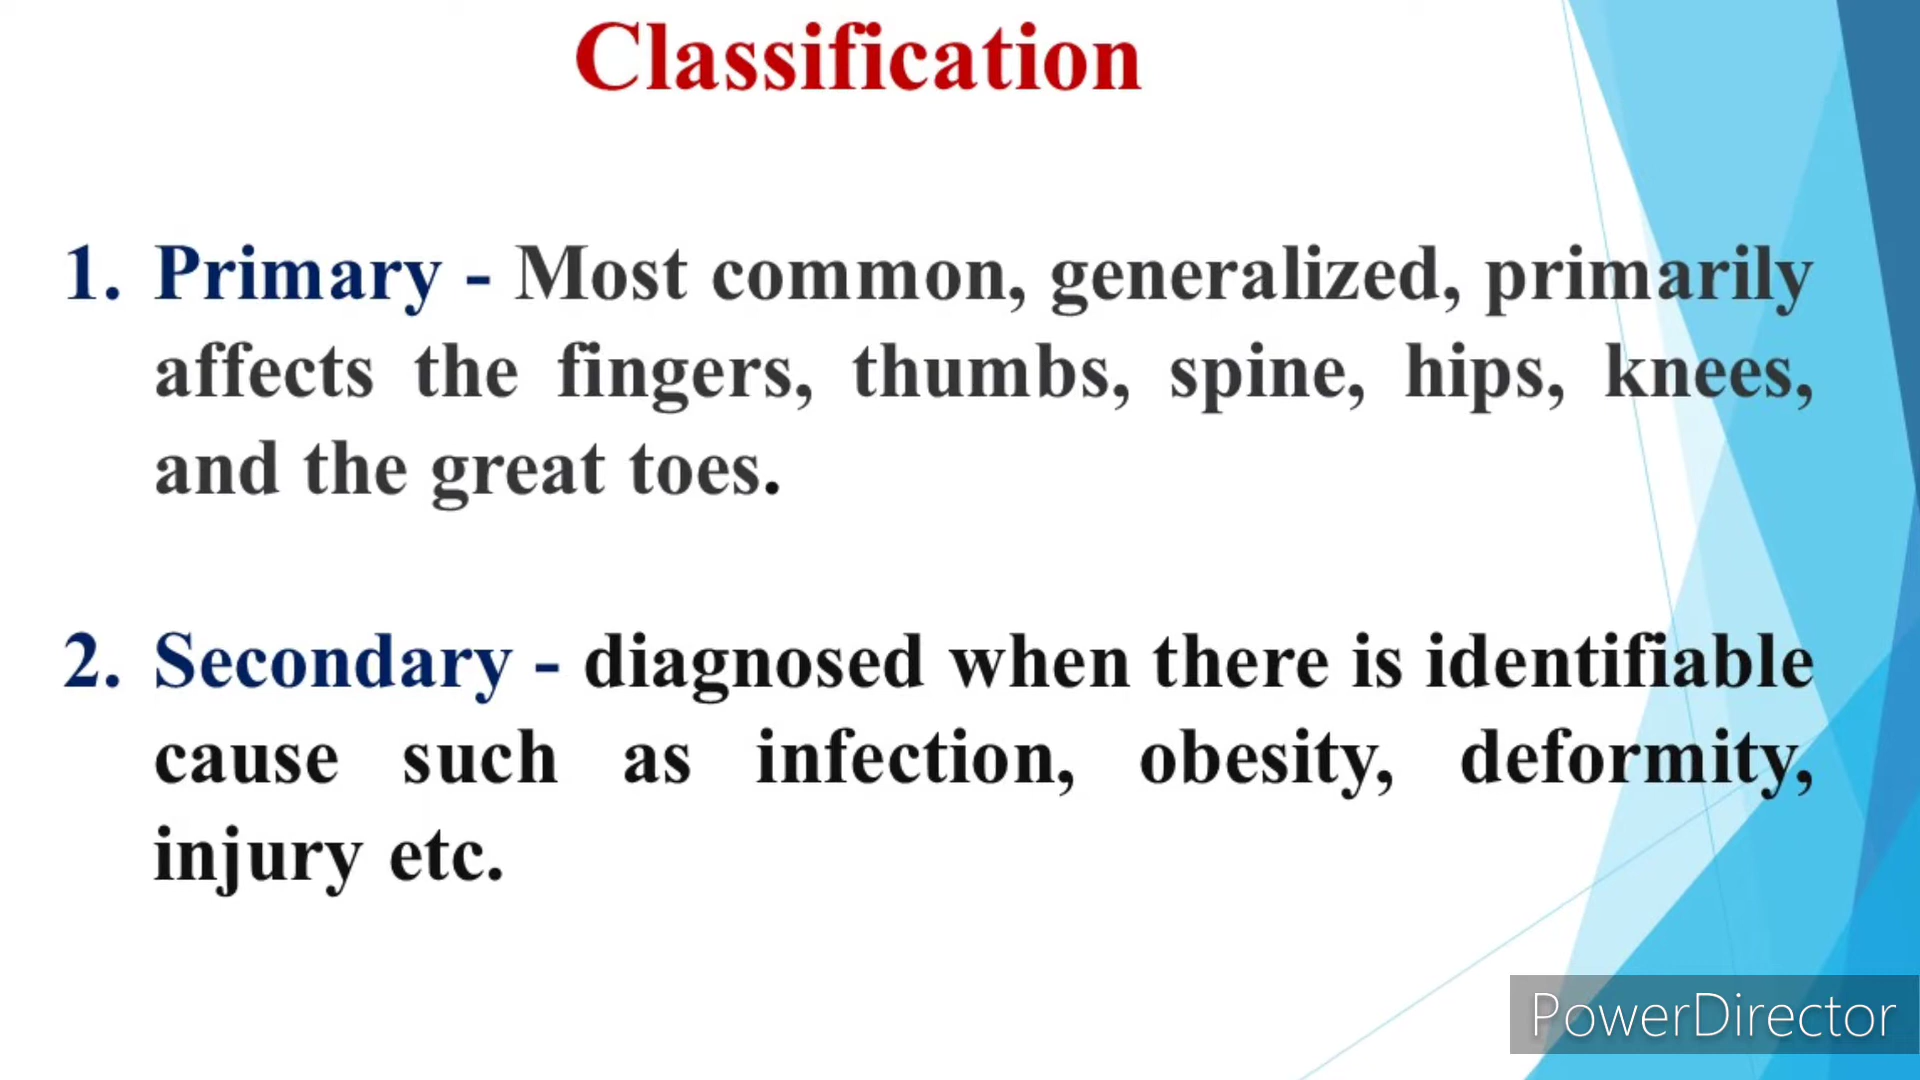 Classification
1. Primary - Most common, generalized, primarily
affects the fingers, thumbs, spine, hips, knees,
and the great toes.
2. Secondary - diagnosed when there is identifiable
cause such as infection, obesity, deformity,
injury etc.
PowerDirector